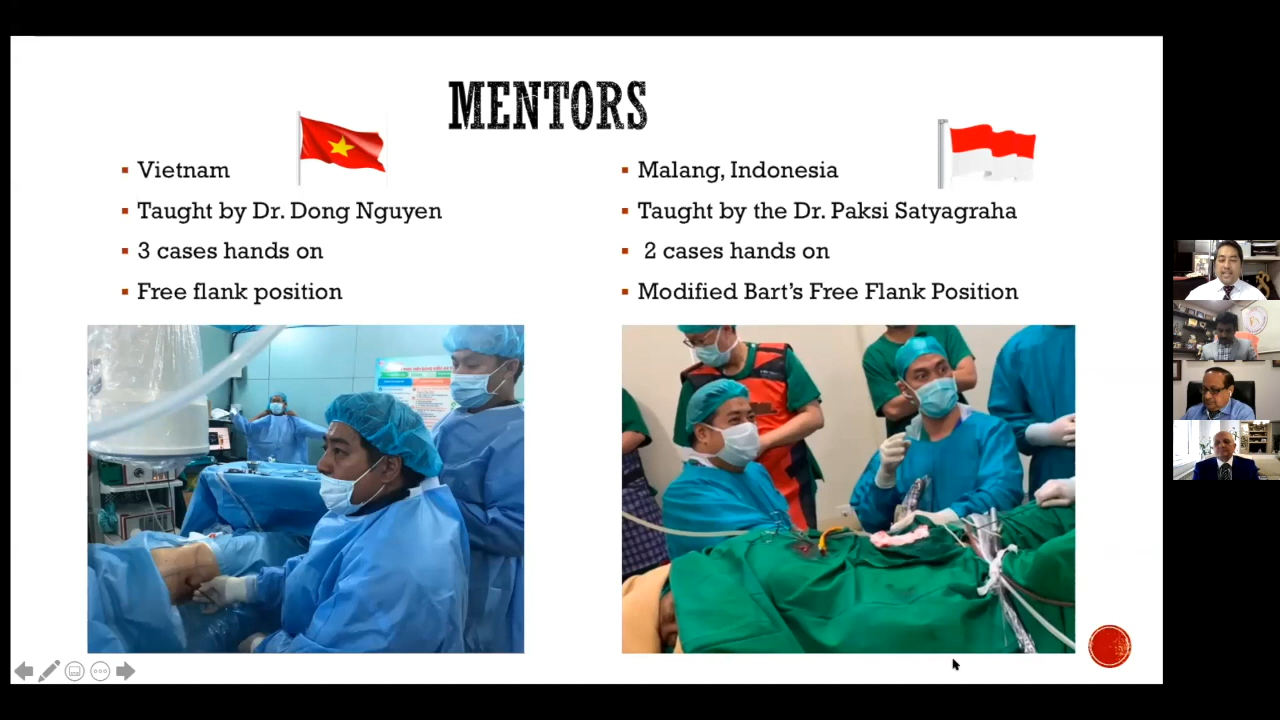 MENTORS
Vietnam
Taught by Dr. Dong Nguyen
3 cases hands on
Free flank position
Malang, Indonesia
Taught by the Dr. Paksi Satyagraha
2 cases hands on
Modified Bart's Free Flank Position